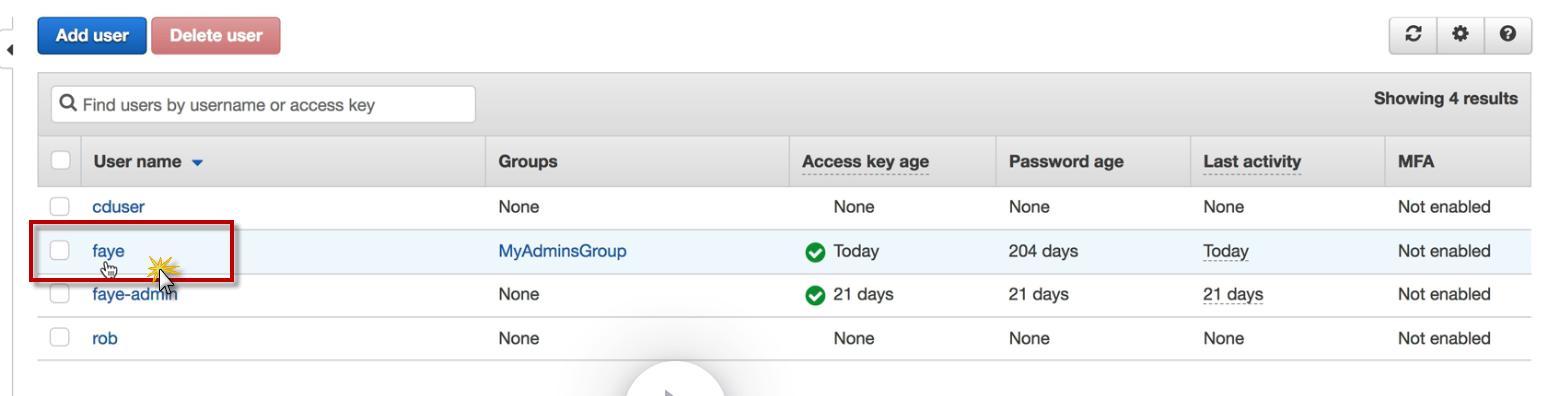 Add user Delete user
Find users by username or access key
Showing 4 results
User name Groups Access key age Password age Last activity MFA
cduser None None None None Not enabled
faye MyAdminsGroup Today 204 days Today Not enabled
faye-admin None 21 days 21 days 21 days Not enabled
rob None None None None Not enabled